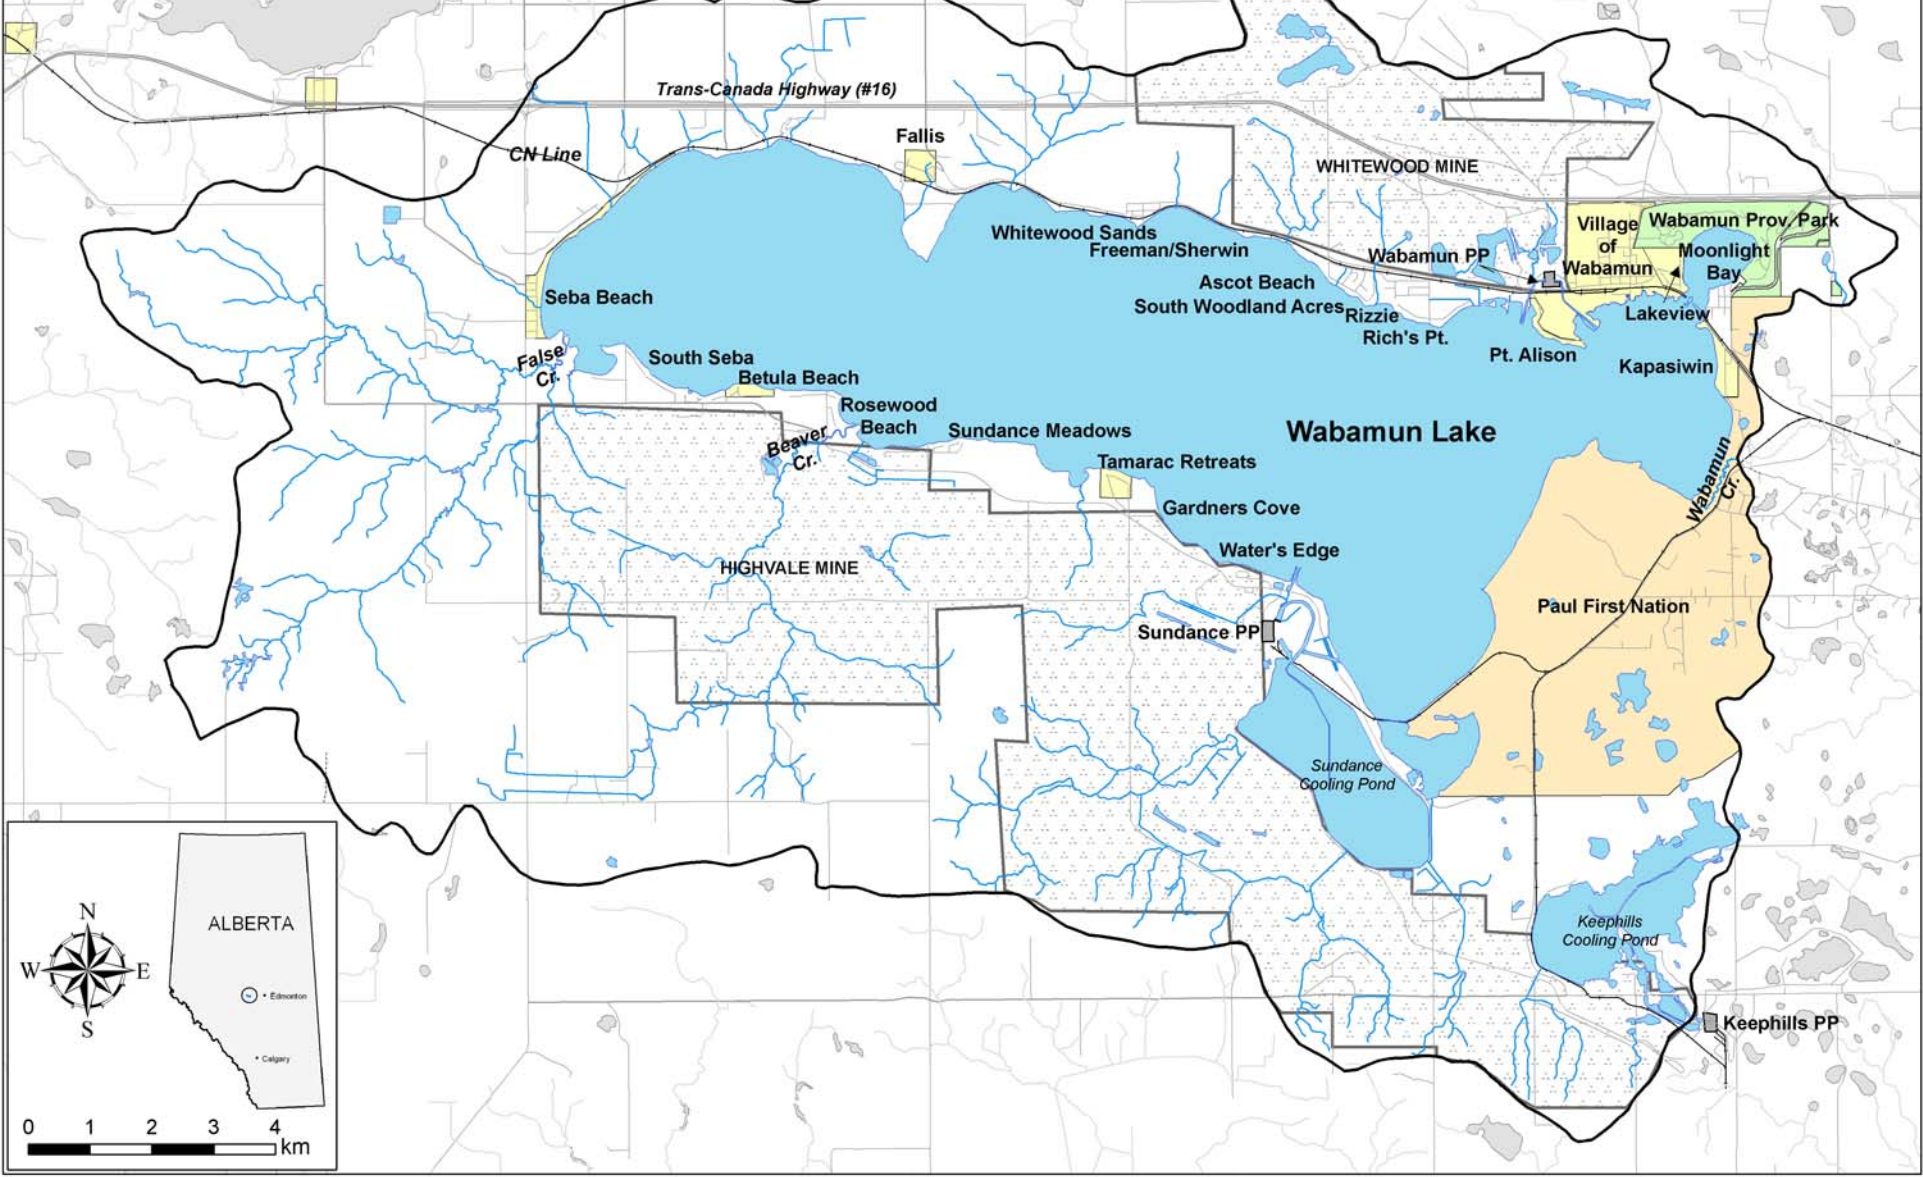 Trans-Canada Highway (#16)
Fallis
CN Line
WHITEWOOD MINE
Village
of
Wabamun
Wabamun Prov. Park
Moonlight
Bay
Whitewood Sands
Freeman/Sherwin
Wabamun PP
Ascot Beach
South Woodland Acres
Rizzie
Rich's Pt.
Lakeview
Pt. Alison
Kapasiwin
Seba Beach
False
Cr.
South Seba
Betula Beach
Rosewood
Beach
Beaver
Cr.
Sundance Meadows
Wabamun Lake
Tamarac Retreats
Wabamun
Cr.
Gardners Cove
Water's Edge
HIGHVALE MINE
Paul First Nation
Sundance PP
Sundance
Cooling Pond
Keephills
Cooling Pond
Keephills PP
N
W
E
S
ALBERTA
Edmonton
Calgary
0 1 2 3 4
km